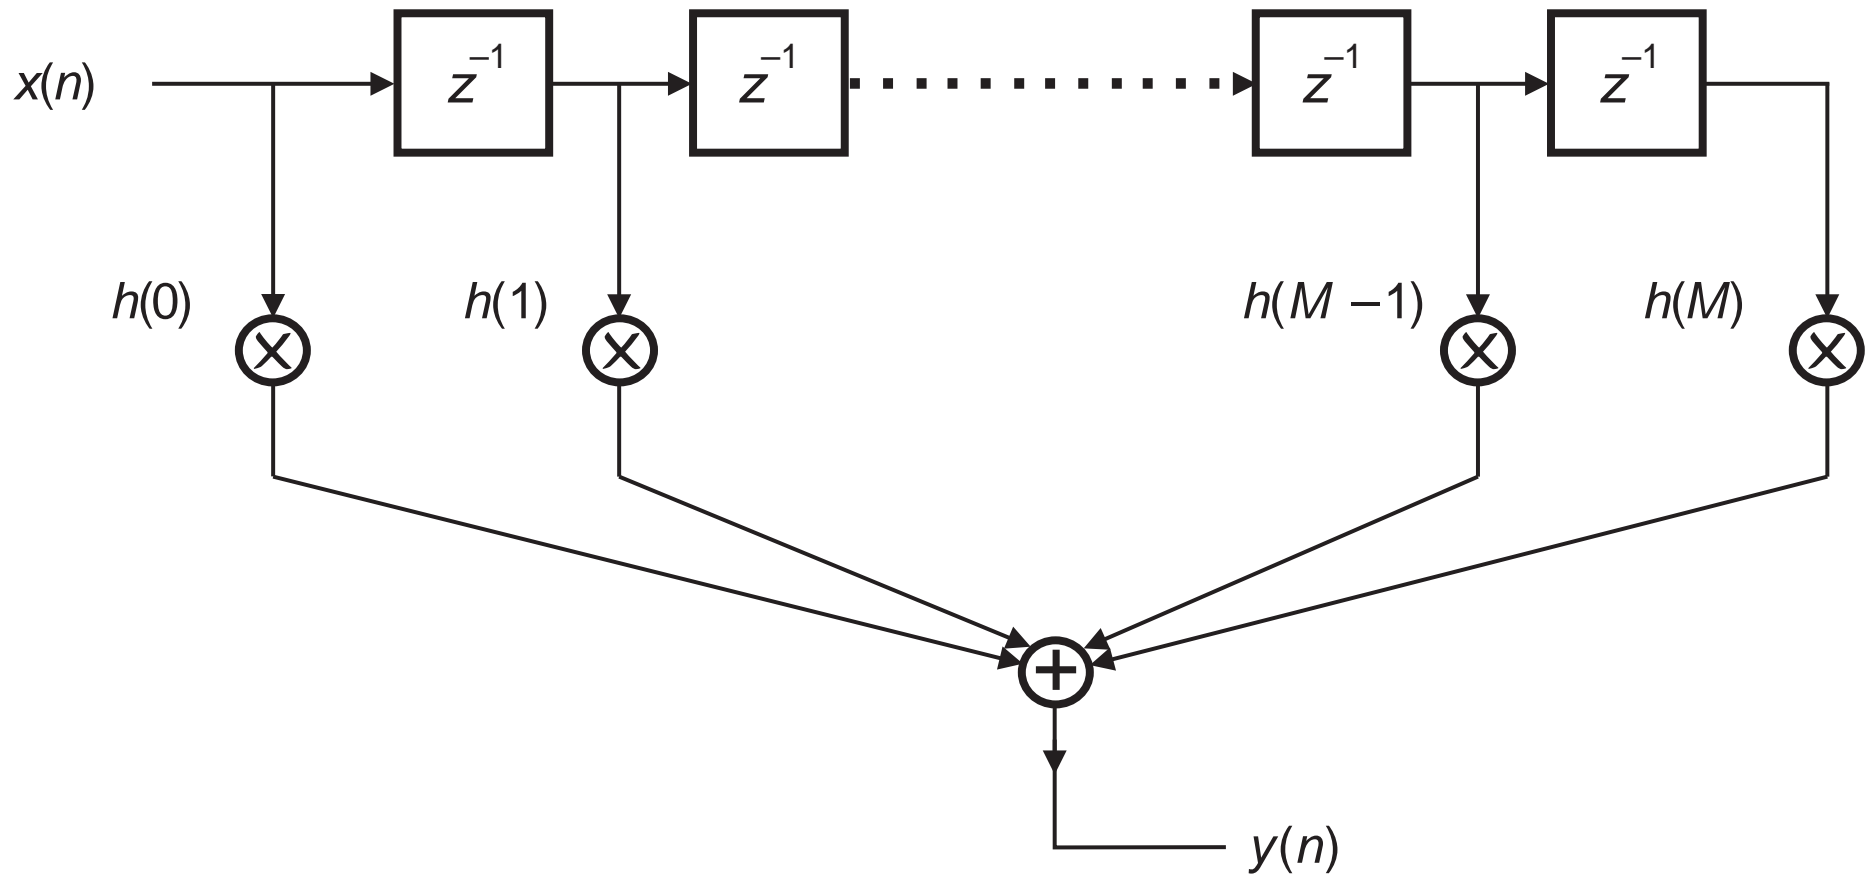 x(n) z⁻¹ z⁻¹ z⁻¹ z⁻¹
h(0) h(1) h(M – 1) h(M)
× × × ×
+
y(n)